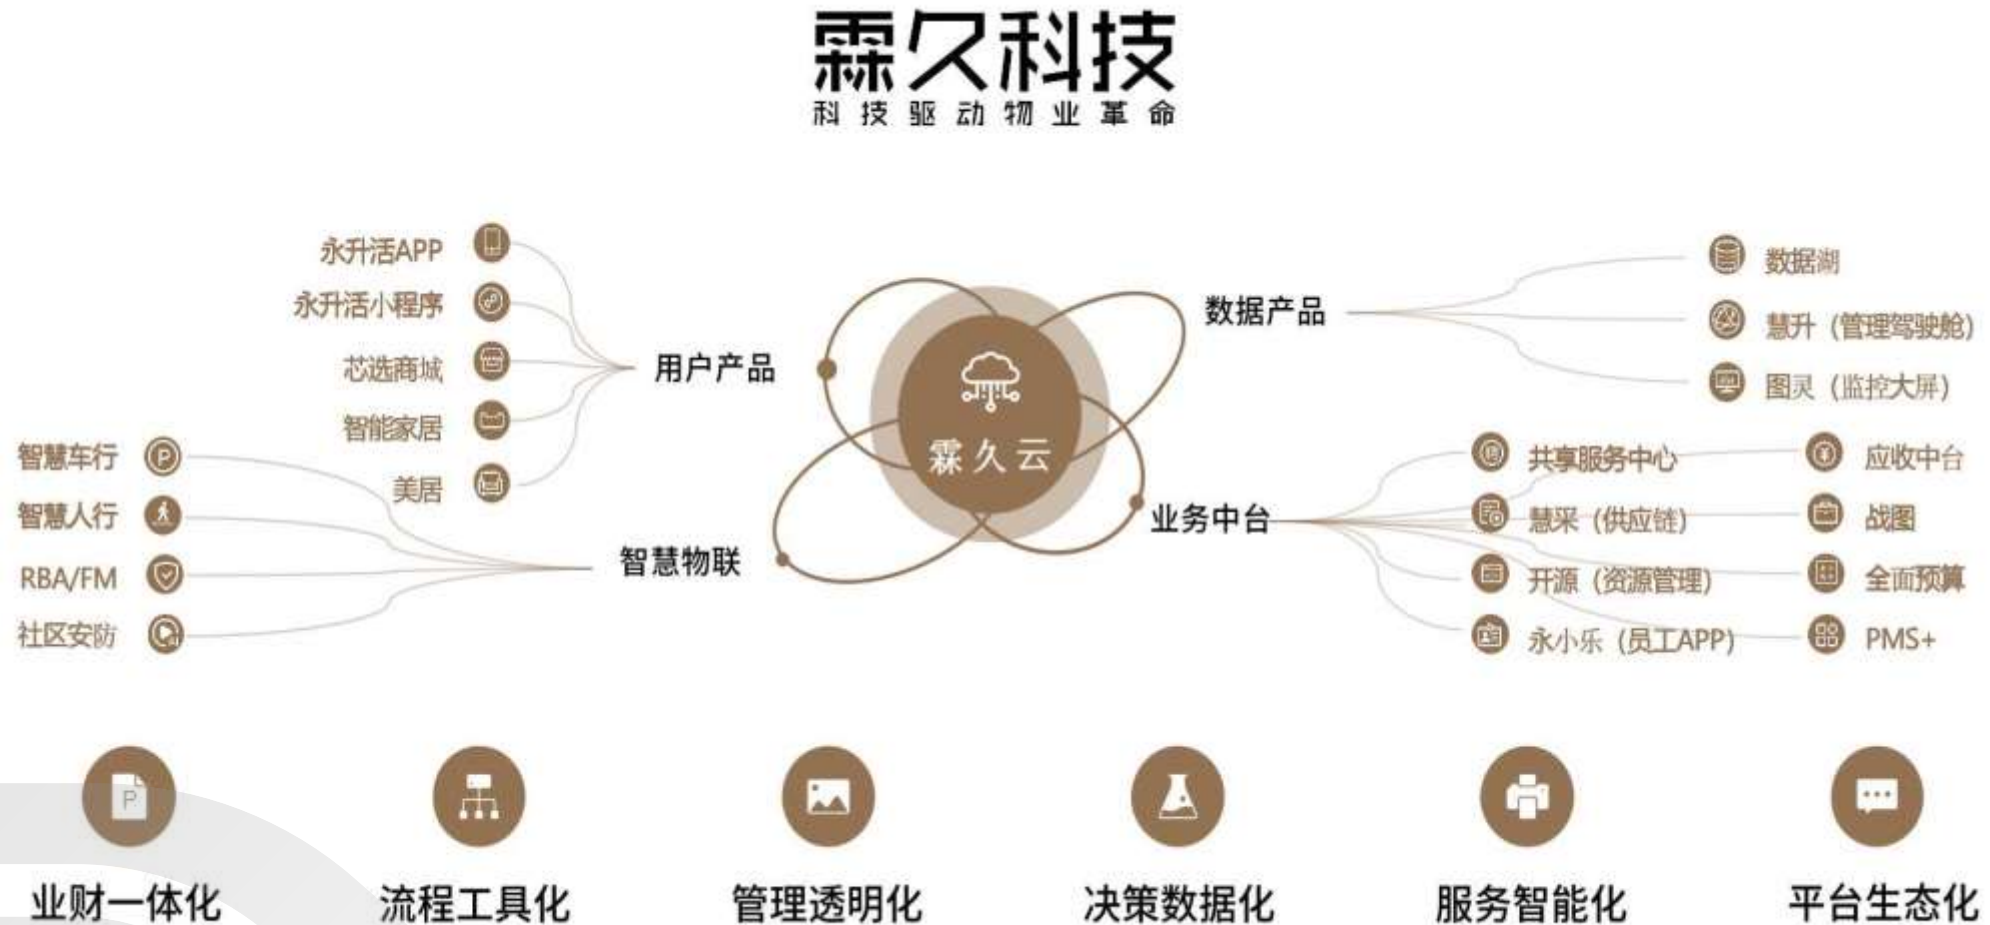 霖久科技
科技驱动物业革命
永升活APP
永升活小程序
芯选商城
智能家居
美居
用户产品
智慧车行
智慧人行
RBA/FM
社区安防
智慧物联
霖久云
数据产品
数据湖
慧升（管理驾驶舱）
图灵（监控大屏）
业务中台
共享服务中心
应收中台
慧采（供应链）
战图
开源（资源管理）
全面预算
永小乐（员工APP）
PMS+
P
业财一体化
流程工具化
管理透明化
决策数据化
服务智能化
平台生态化